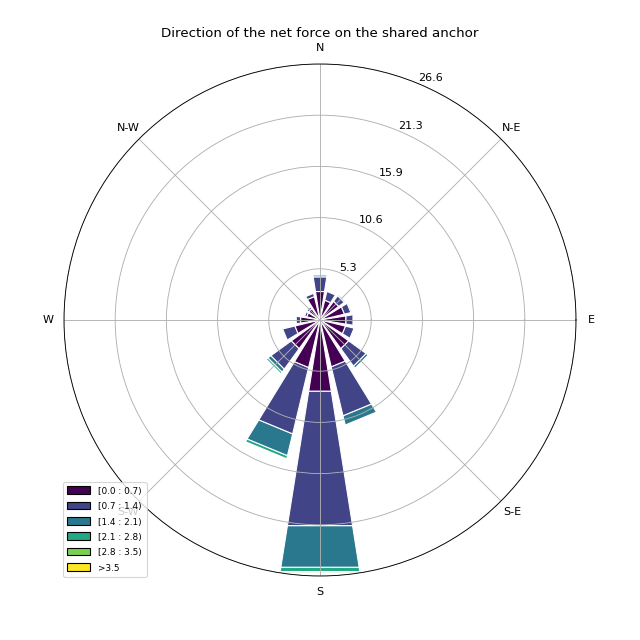 Direction of the net force on the shared anchor
N
26.6
N-W
N-E
21.3
15.9
10.6
5.3
W
E
[0.0 : 0.7)
[0.7 : 1.4)
S-W
S-E
[1.4 : 2.1)
[2.1 : 2.8)
[2.8 : 3.5)
>3.5
S